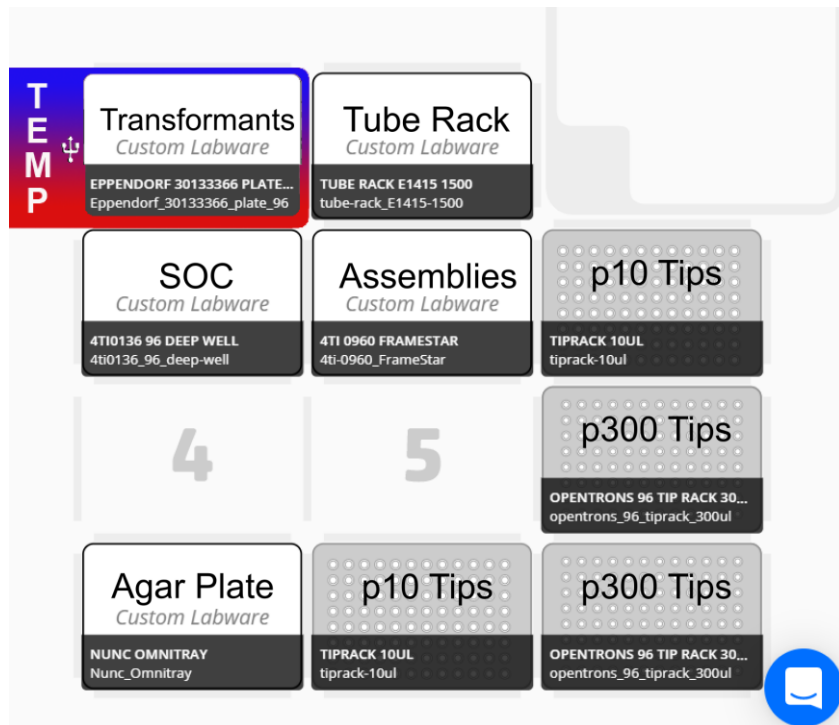 TEMP
Transformants
Custom Labware
EPPENDORF 30133366 PLATE...
Eppendorf_30133366_plate_96
Tube Rack
Custom Labware
TUBE RACK E1415 1500
tube-rack_E1415-1500
SOC
Custom Labware
4TI0136 96 DEEP WELL
4ti0136_96_deep-well
Assemblies
Custom Labware
4TI 0960 FRAMESTAR
4ti-0960_FrameStar
p10 Tips
TIPRACK 10UL
tiprack-10ul
4
5
p300 Tips
OPENTRONS 96 TIP RACK 30...
opentrons_96_tiprack_300ul
Agar Plate
Custom Labware
NUNC OMNITRAY
Nunc_Omnitray
p10 Tips
TIPRACK 10UL
tiprack-10ul
p300 Tips
OPENTRONS 96 TIP RACK 30...
opentrons_96_tiprack_300ul